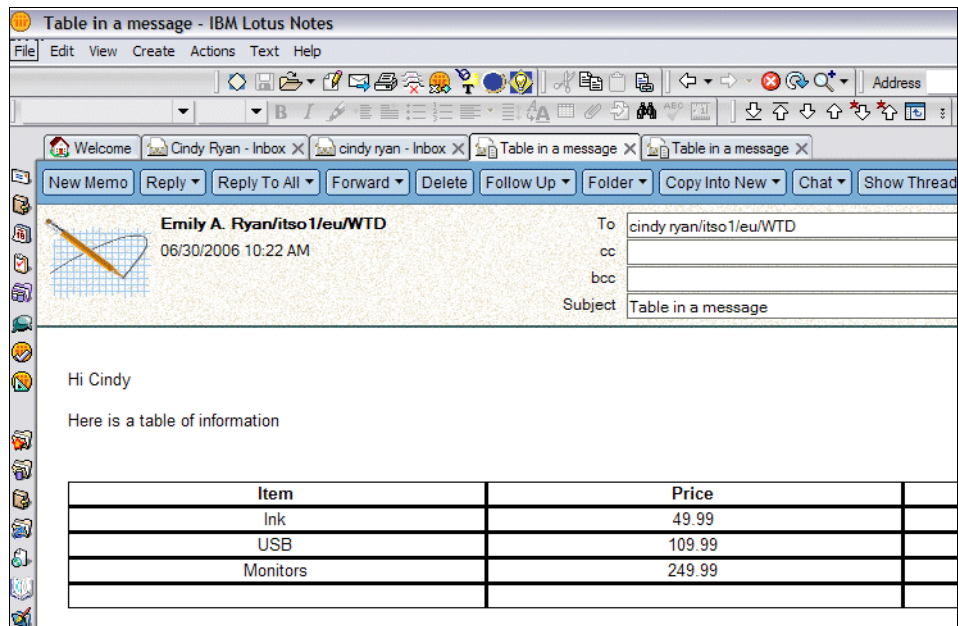 Table in a message - IBM Lotus Notes
File Edit View Create Actions Text Help
Address
B I
Welcome Cindy Ryan - Inbox cindy ryan - Inbox Table in a message Table in a message
New Memo Reply Reply To All Forward Delete Follow Up Folder Copy Into New Chat Show Thread
Emily A. Ryan/itso1/eu/WTD To cindy ryan/itso1/eu/WTD
06/30/2006 10:22 AM cc
bcc
Subject Table in a message
Hi Cindy
Here is a table of information
Item Price
Ink 49.99
USB 109.99
Monitors 249.99